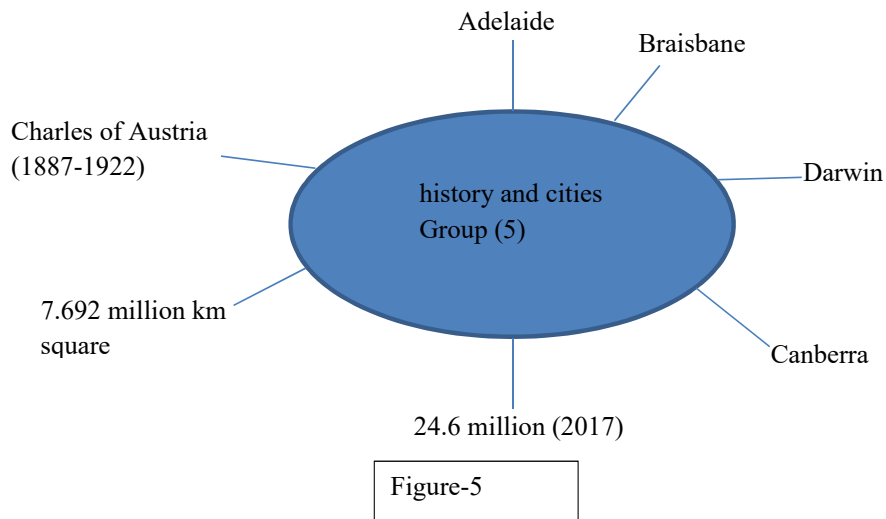 Adelaide
Braisbane
Charles of Austria
(1887-1922)
Darwin
history and cities
Group (5)
7.692 million km
square
Canberra
24.6 million (2017)
Figure-5